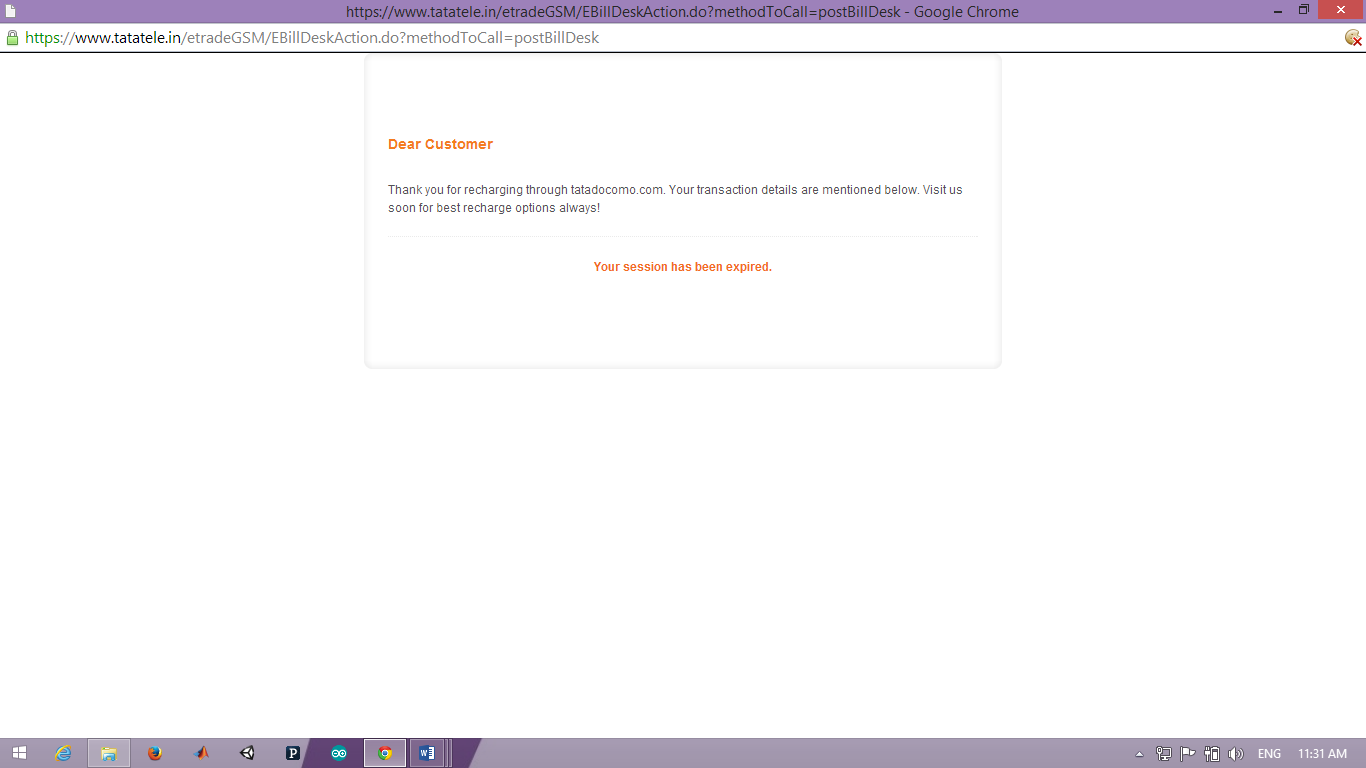 https://www.tatatele.in/etradeGSM/EBillDeskAction.do?methodToCall=postBillDesk - Google Chrome
https://www.tatatele.in/etradeGSM/EBillDeskAction.do?methodToCall=postBillDesk
Dear Customer
Thank you for recharging through tatadocomo.com. Your transaction details are mentioned below. Visit us
soon for best recharge options always!
Your session has been expired.
P
W
ENG 11:31 AM